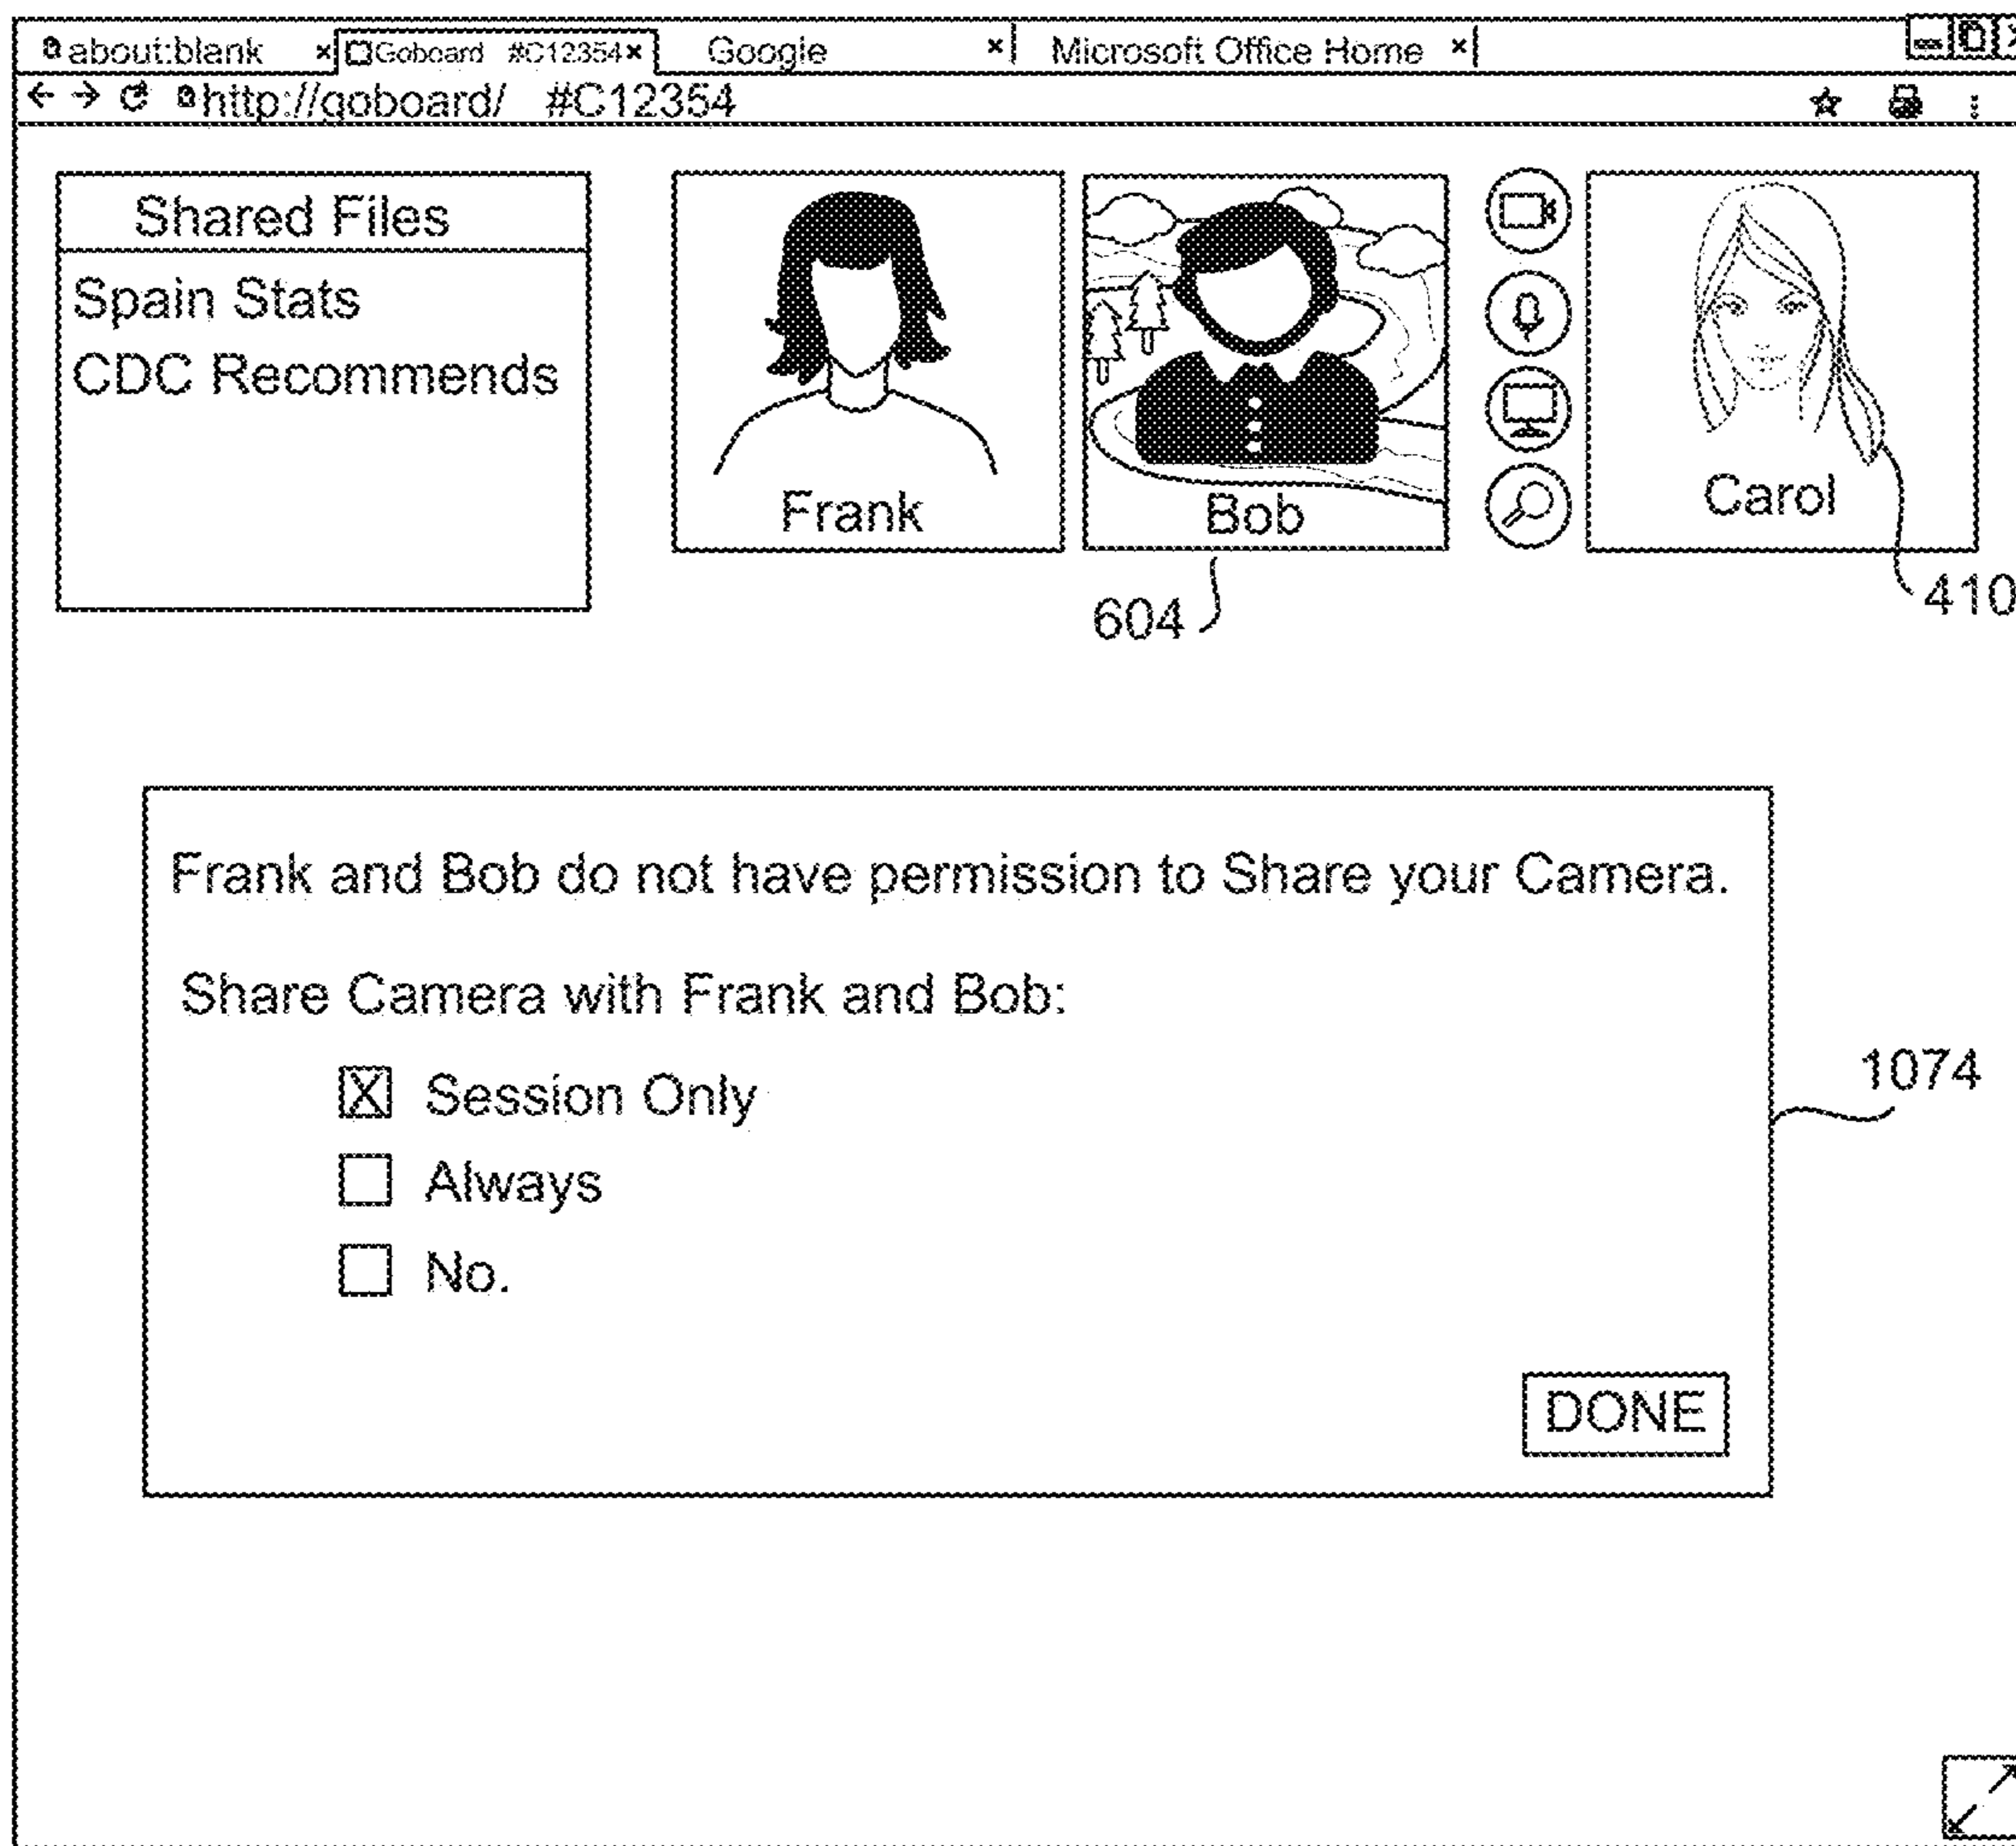 about:blank × Goboard #C12354× Google × Microsoft Office Home ×
http://goboard/ #C12354
Shared Files
Spain Stats
CDC Recommends
Frank
Bob
Carol
604
410
Frank and Bob do not have permission to Share your Camera.
Share Camera with Frank and Bob:
X Session Only
Always
No.
1074
DONE